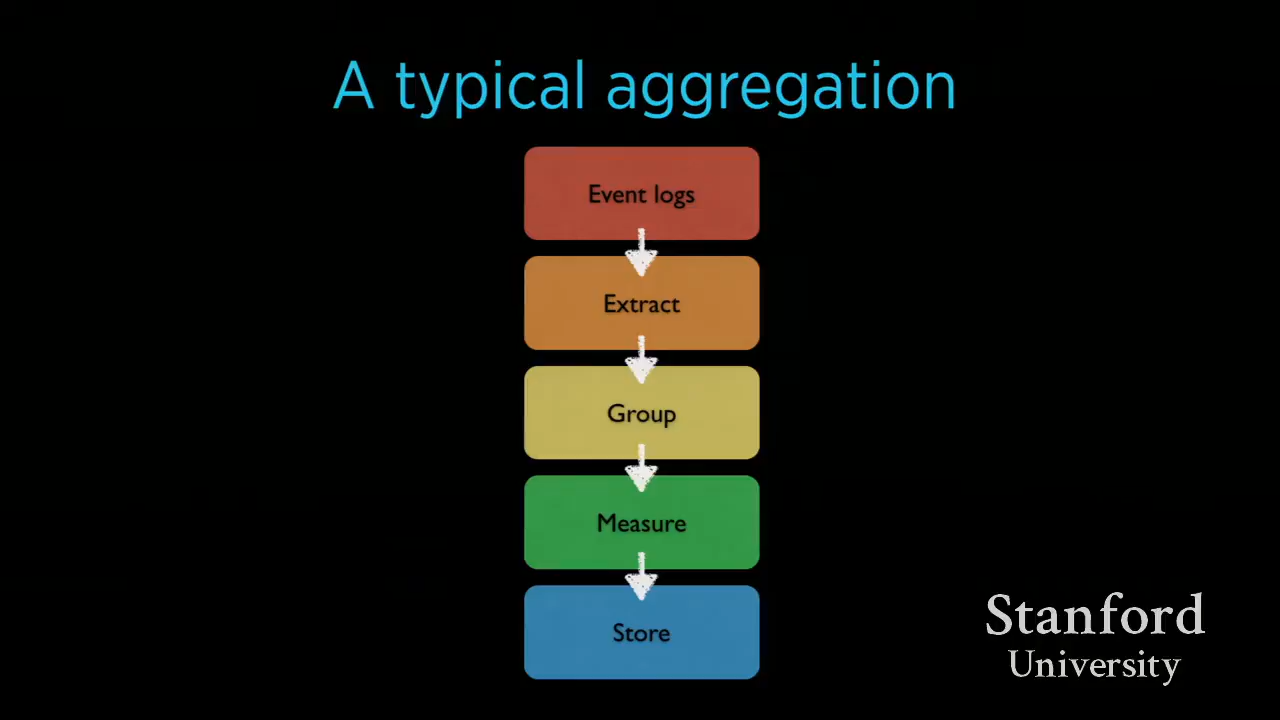 A typical aggregation
Event logs
Extract
Group
Measure
Store
Stanford
University